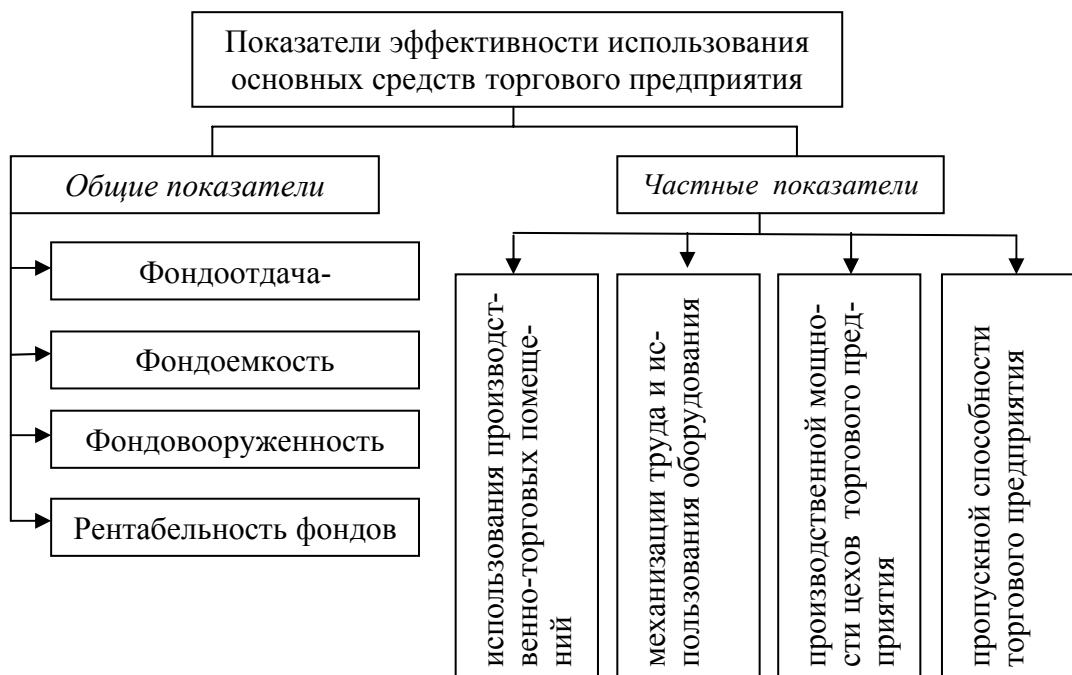 Показатели эффективности использования
основных средств торгового предприятия
Общие показатели
Частные показатели
Фондоотдача-
Фондоемкость
Фондовооруженность
Рентабельность фондов
использования производст-
венно-торговых помеще-
ний
механизации труда и ис-
пользования оборудования
производственной мощно-
сти цехов торгового пред-
приятия
пропускной способности
торгового предприятия